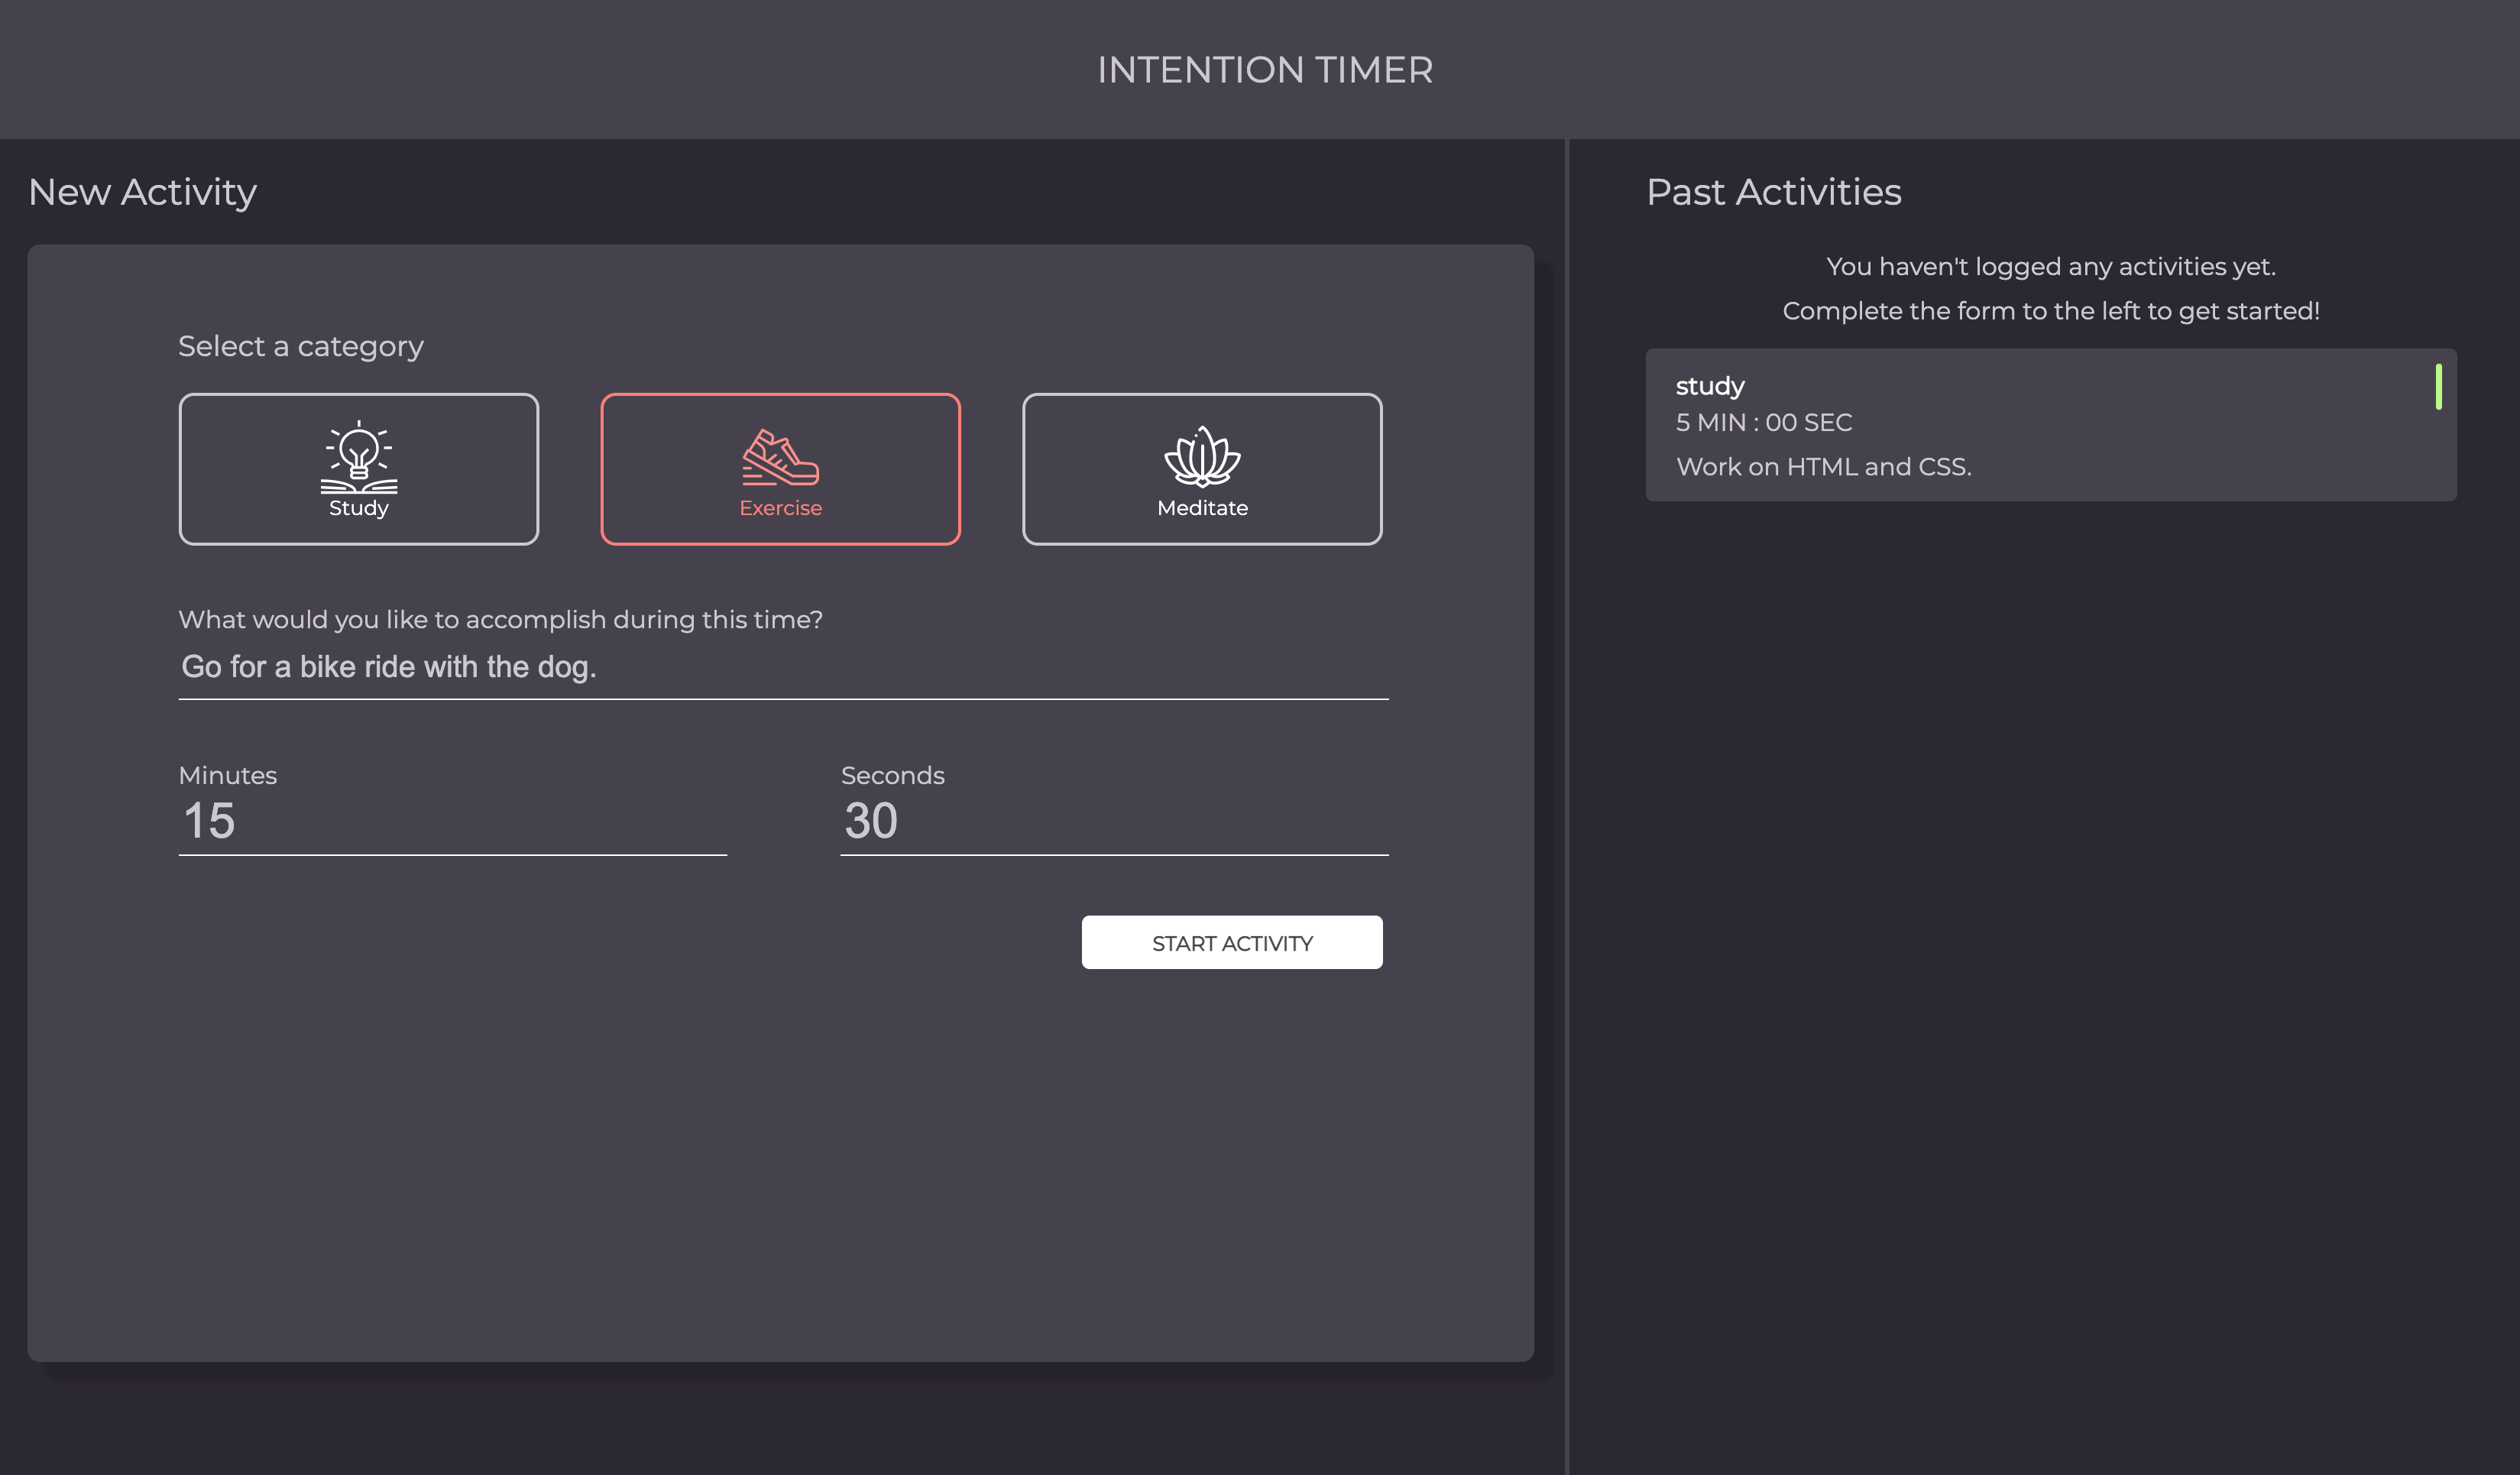 INTENTION TIMER
New Activity
Select a category
Study
Exercise
Meditate
What would you like to accomplish during this time?
Go for a bike ride with the dog.
Minutes
15
Seconds
30
START ACTIVITY
Past Activities
You haven't logged any activities yet.
Complete the form to the left to get started!
study
5 MIN : 00 SEC
Work on HTML and CSS.